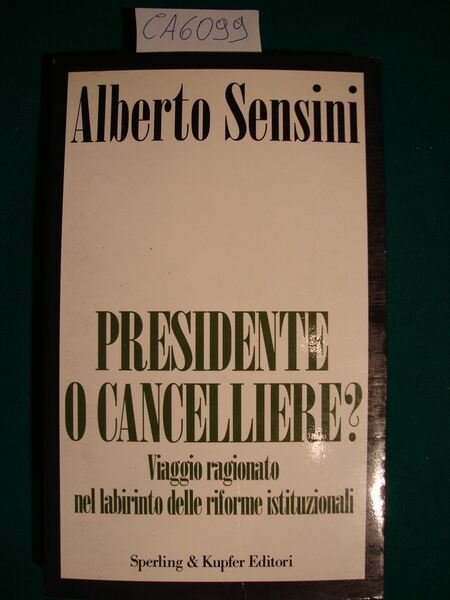 CA6099
Alberto Sensini
PRESIDENTE
O CANCELLIERE?
Viaggio ragionato
nel labirinto delle riforme istituzionali
Sperling & Kupfer Editori